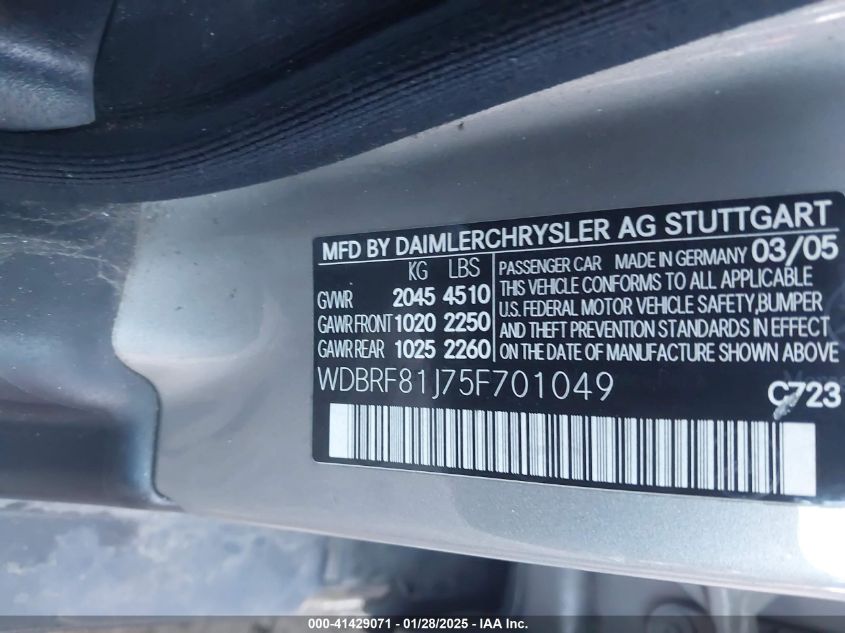 MFD BY DAIMLERCHRYSLER AG STUTTGART
KG LBS
GVWR 2045 4510
GAWR FRONT 1020 2250
GAWR REAR 1025 2260
PASSENGER CAR MADE IN GERMANY 03/05
THIS VEHICLE CONFORMS TO ALL APPLICABLE
U.S. FEDERAL MOTOR VEHICLE SAFETY,BUMPER
AND THEFT PREVENTION STANDARDS IN EFFECT
ON THE DATE OF MANUFACTURE SHOWN ABOVE
WDBRF81J75F701049
C723
000-41429071 - 01/28/2025 - IAA Inc.